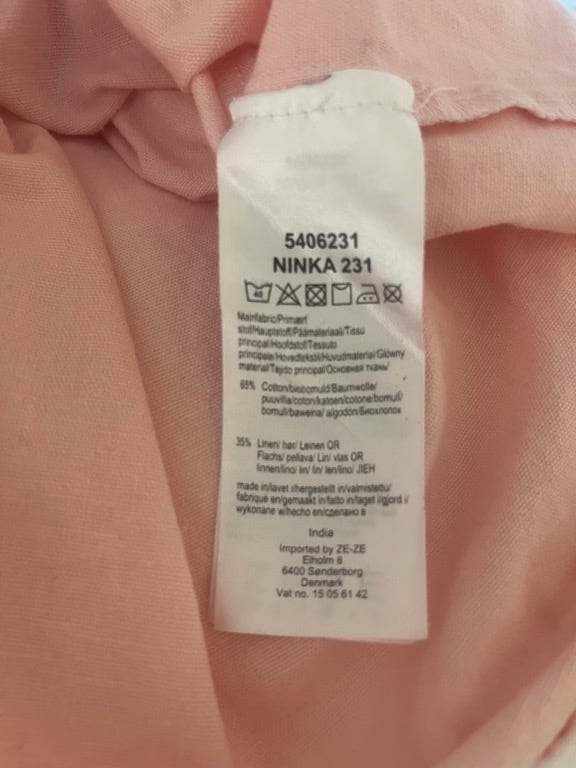 5406231
NINKA 231
40
Mainfabric/Primært
stof/Hauptstoff/Päämateriaali/Tissu
principal/Hoofdstof/Tessuto
principale/Hovedtekstil/Huvudmaterial/Główny
materiał/Tejido principal/Основная ткань/
65% Cotton/biobomuld/Baumwolle/
puuvilla/coton/katoen/cotone/bomull/
bomull/bawełna/ algodón/Биохлопок
35% Linen/ hør/ Leinen OR
Flachs/ pellava/ Lin/ vlas OR
linnen/lino/ lin/ lin/ len/lino/ ЛЕН
made in/lavet i/hergestellt in/valmistettu/
fabriqué en/gemaakt in/fatto in/laget i/gjord i/
wykonane w/hecho en/сделано в
India
Imported by ZE-ZE
Elholm 8
6400 Sønderborg
Denmark
Vat no. 15 05 61 42